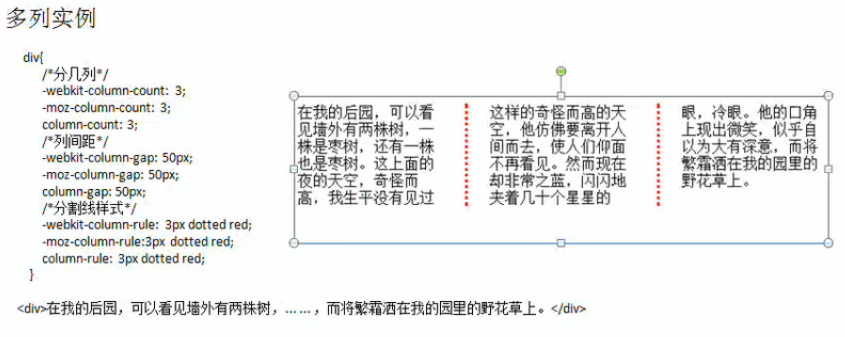 多列实例
div{
/*分几列*/
-webkit-column-count: 3;
-moz-column-count: 3;
column-count: 3;
/*列间距*/
-webkit-column-gap: 50px;
-moz-column-gap: 50px;
column-gap: 50px;
/*分割线样式*/
-webkit-column-rule: 3px dotted red;
-moz-column-rule:3px dotted red;
column-rule: 3px dotted red;
}
在我的后园，可以看
见墙外有两株树，一
株是枣树，还有一株
也是枣树。这上面的
夜的天空，奇怪而
高，我生平没有见过
这样的奇怪而高的天
空，他仿佛要离开人
间而去，使人们仰面
不再看见。然而现在
却非常之蓝，闪闪地
夹着几十个星星的
眼，冷眼。他的口角
上现出微笑，似乎自
以为大有深意，而将
繁霜洒在我的园里的
野花草上。
<div>在我的后园，可以看见墙外有两株树，... ...，而将繁霜洒在我的园里的野花草上。</div>